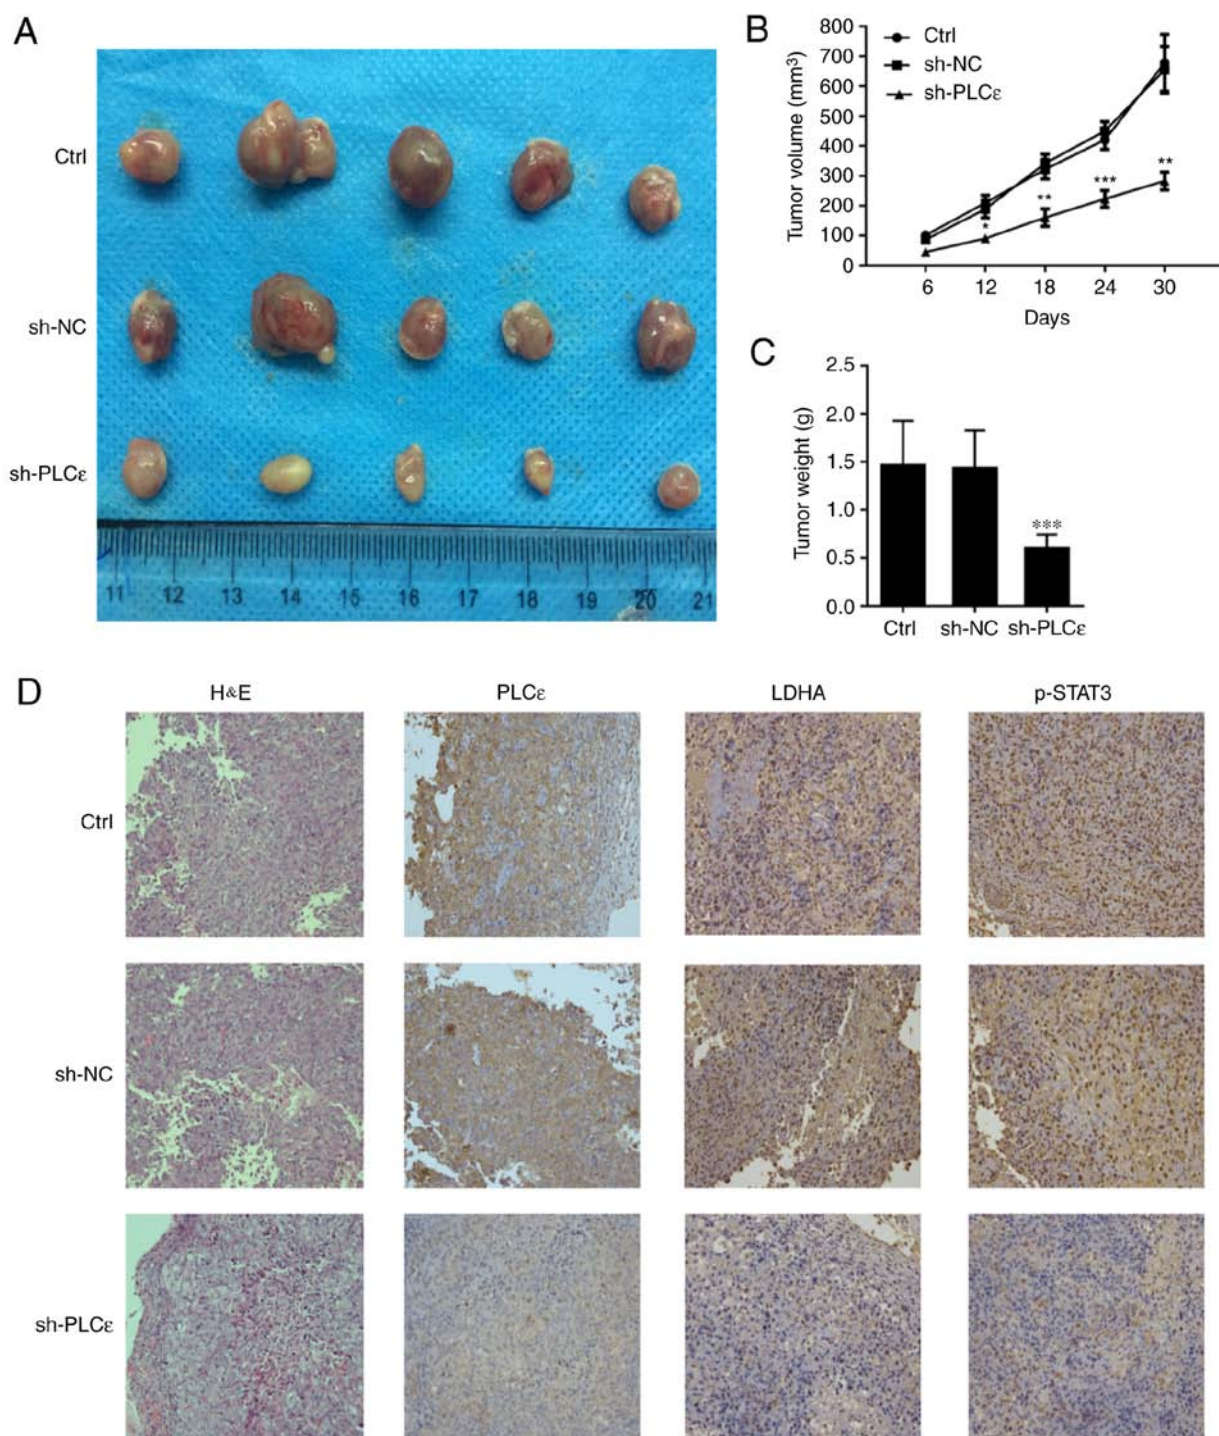 A
Ctrl
sh-NC
sh-PLCε
11 12 13 14 15 16 17 18 19 20 21
B
Tumor volume (mm³)
800
700
600
500
400
300
200
100
0
Ctrl
sh-NC
sh-PLCε
* ** *** **
6 12 18 24 30
Days
C
Tumor weight (g)
2.5
2.0
1.5
1.0
0.5
0.0
***
Ctrl sh-NC sh-PLCε
D
H&E PLCε LDHA p-STAT3
Ctrl
sh-NC
sh-PLCε